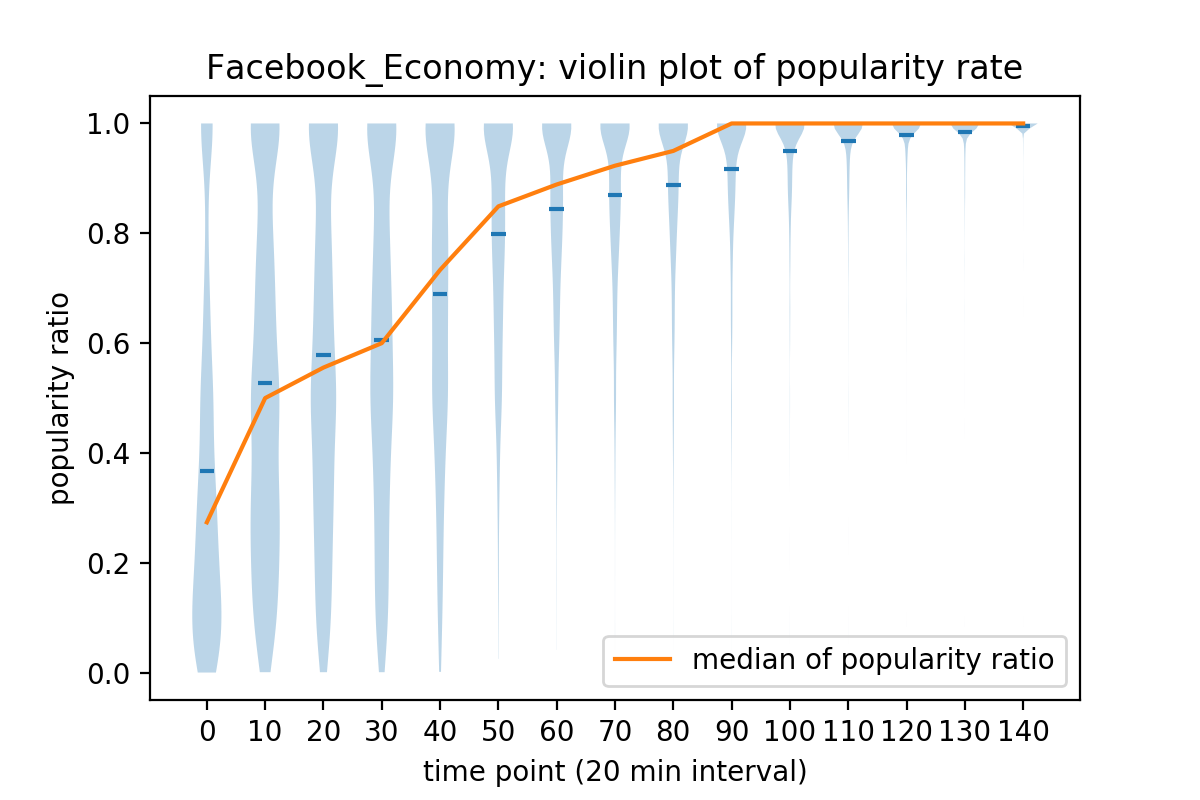 Facebook_Economy: violin plot of popularity rate
1.0
0.8
0.6
0.4
0.2
0.0
popularity ratio
median of popularity ratio
0 10 20 30 40 50 60 70 80 90 100 110 120 130 140
time point (20 min interval)